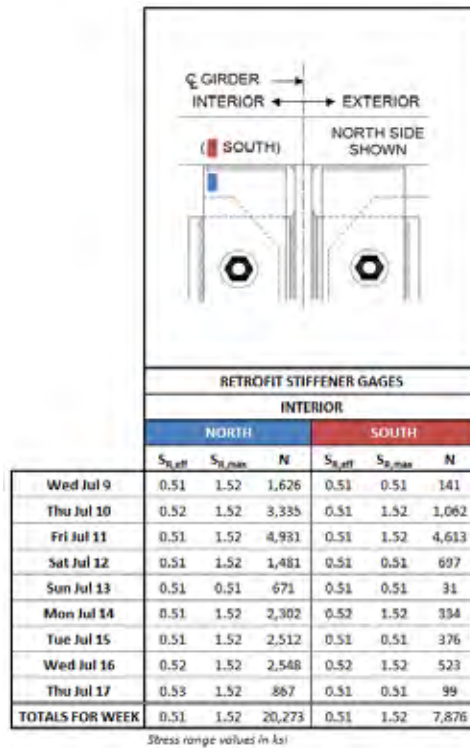 ℄ GIRDER
INTERIOR EXTERIOR
( SOUTH) NORTH SIDE
SHOWN
RETROFIT STIFFENER GAGES
INTERIOR
NORTH SOUTH
SR,eff SR,max N SR,eff SR,max N
Wed Jul 9 0.51 1.52 1,626 0.51 0.51 141
Thu Jul 10 0.52 1.52 3,335 0.51 1.52 1,062
Fri Jul 11 0.51 1.52 4,931 0.51 1.52 4,613
Sat Jul 12 0.51 1.52 1,481 0.51 0.51 697
Sun Jul 13 0.51 0.51 671 0.51 0.51 31
Mon Jul 14 0.51 1.52 2,302 0.52 1.52 334
Tue Jul 15 0.51 1.52 2,512 0.51 0.51 376
Wed Jul 16 0.52 1.52 2,548 0.52 1.52 523
Thu Jul 17 0.53 1.52 867 0.51 0.51 99
TOTALS FOR WEEK 0.51 1.52 20,273 0.51 1.52 7,876
Stress range values in ksi